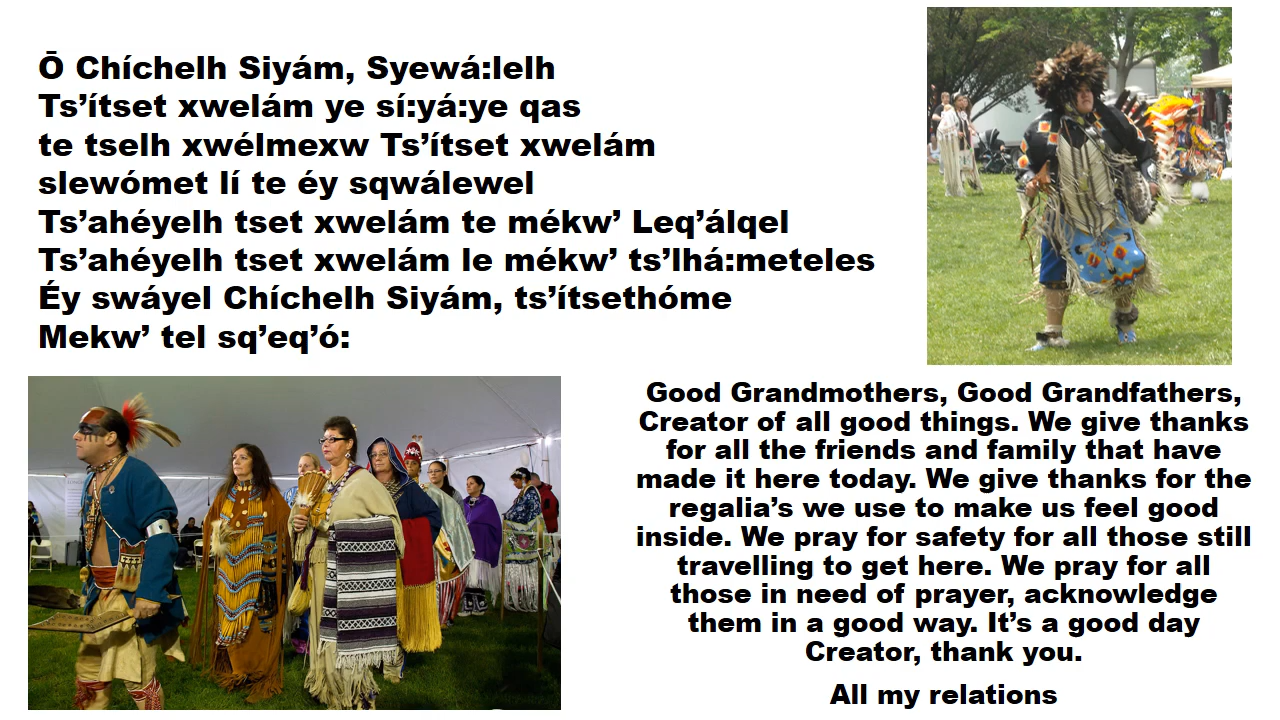 Ō Chíchelh Siyám, Syewá:lelh
Ts’ítset xwelám ye sí:yá:ye qas
te tselh xwélmexw Ts’ítset xwelám
slewómet lí te éy sqwálewel
Ts’ahéyelh tset xwelám te mékw’ Leq’álqel
Ts’ahéyelh tset xwelám le mékw’ ts’lhá:meteles
Éy swáyel Chíchelh Siyám, ts’ítsethóme
Mekw’ tel sq’eq’ó:
Good Grandmothers, Good Grandfathers,
Creator of all good things. We give thanks
for all the friends and family that have
made it here today. We give thanks for the
regalia’s we use to make us feel good
inside. We pray for safety for all those still
travelling to get here. We pray for all
those in need of prayer, acknowledge
them in a good way. It’s a good day
Creator, thank you.
All my relations